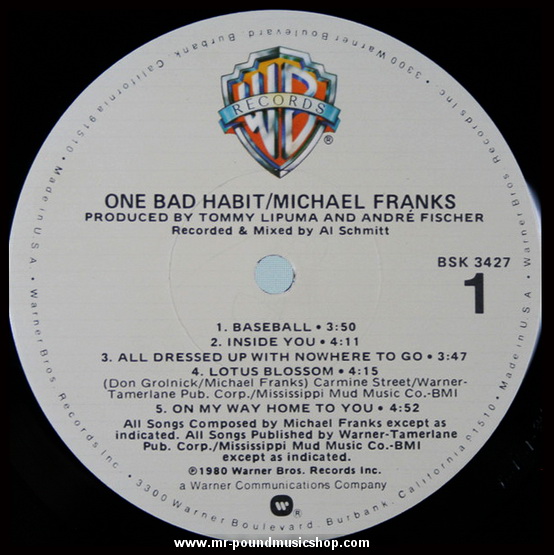 Warner Bros. Records Inc. • 3300 Warner Boulevard, Burbank, California 91510 • Made in U.S.A. •
Warner Bros. Records Inc. • 3300 Warner Boulevard, Burbank, California 91510 • Made in U.S.A. •
WB
RECORDS
®
ONE BAD HABIT/MICHAEL FRANKS
PRODUCED BY TOMMY LIPUMA AND ANDRÉ FISCHER
Recorded & Mixed by Al Schmitt
BSK 3427
1
1. BASEBALL • 3:50
2. INSIDE YOU • 4:11
3. ALL DRESSED UP WITH NOWHERE TO GO • 3:47
4. LOTUS BLOSSOM • 4:15
(Don Grolnick/Michael Franks) Carmine Street/Warner-
Tamerlane Pub. Corp./Mississippi Mud Music Co.-BMI
5. ON MY WAY HOME TO YOU • 4:52
All Songs Composed by Michael Franks except as
indicated. All Songs Published by Warner-Tamerlane
Pub. Corp./Mississippi Mud Music Co.-BMI
except as indicated.
℗1980 Warner Bros. Records Inc.
a Warner Communications Company
®
www.mr-poundmusicshop.com